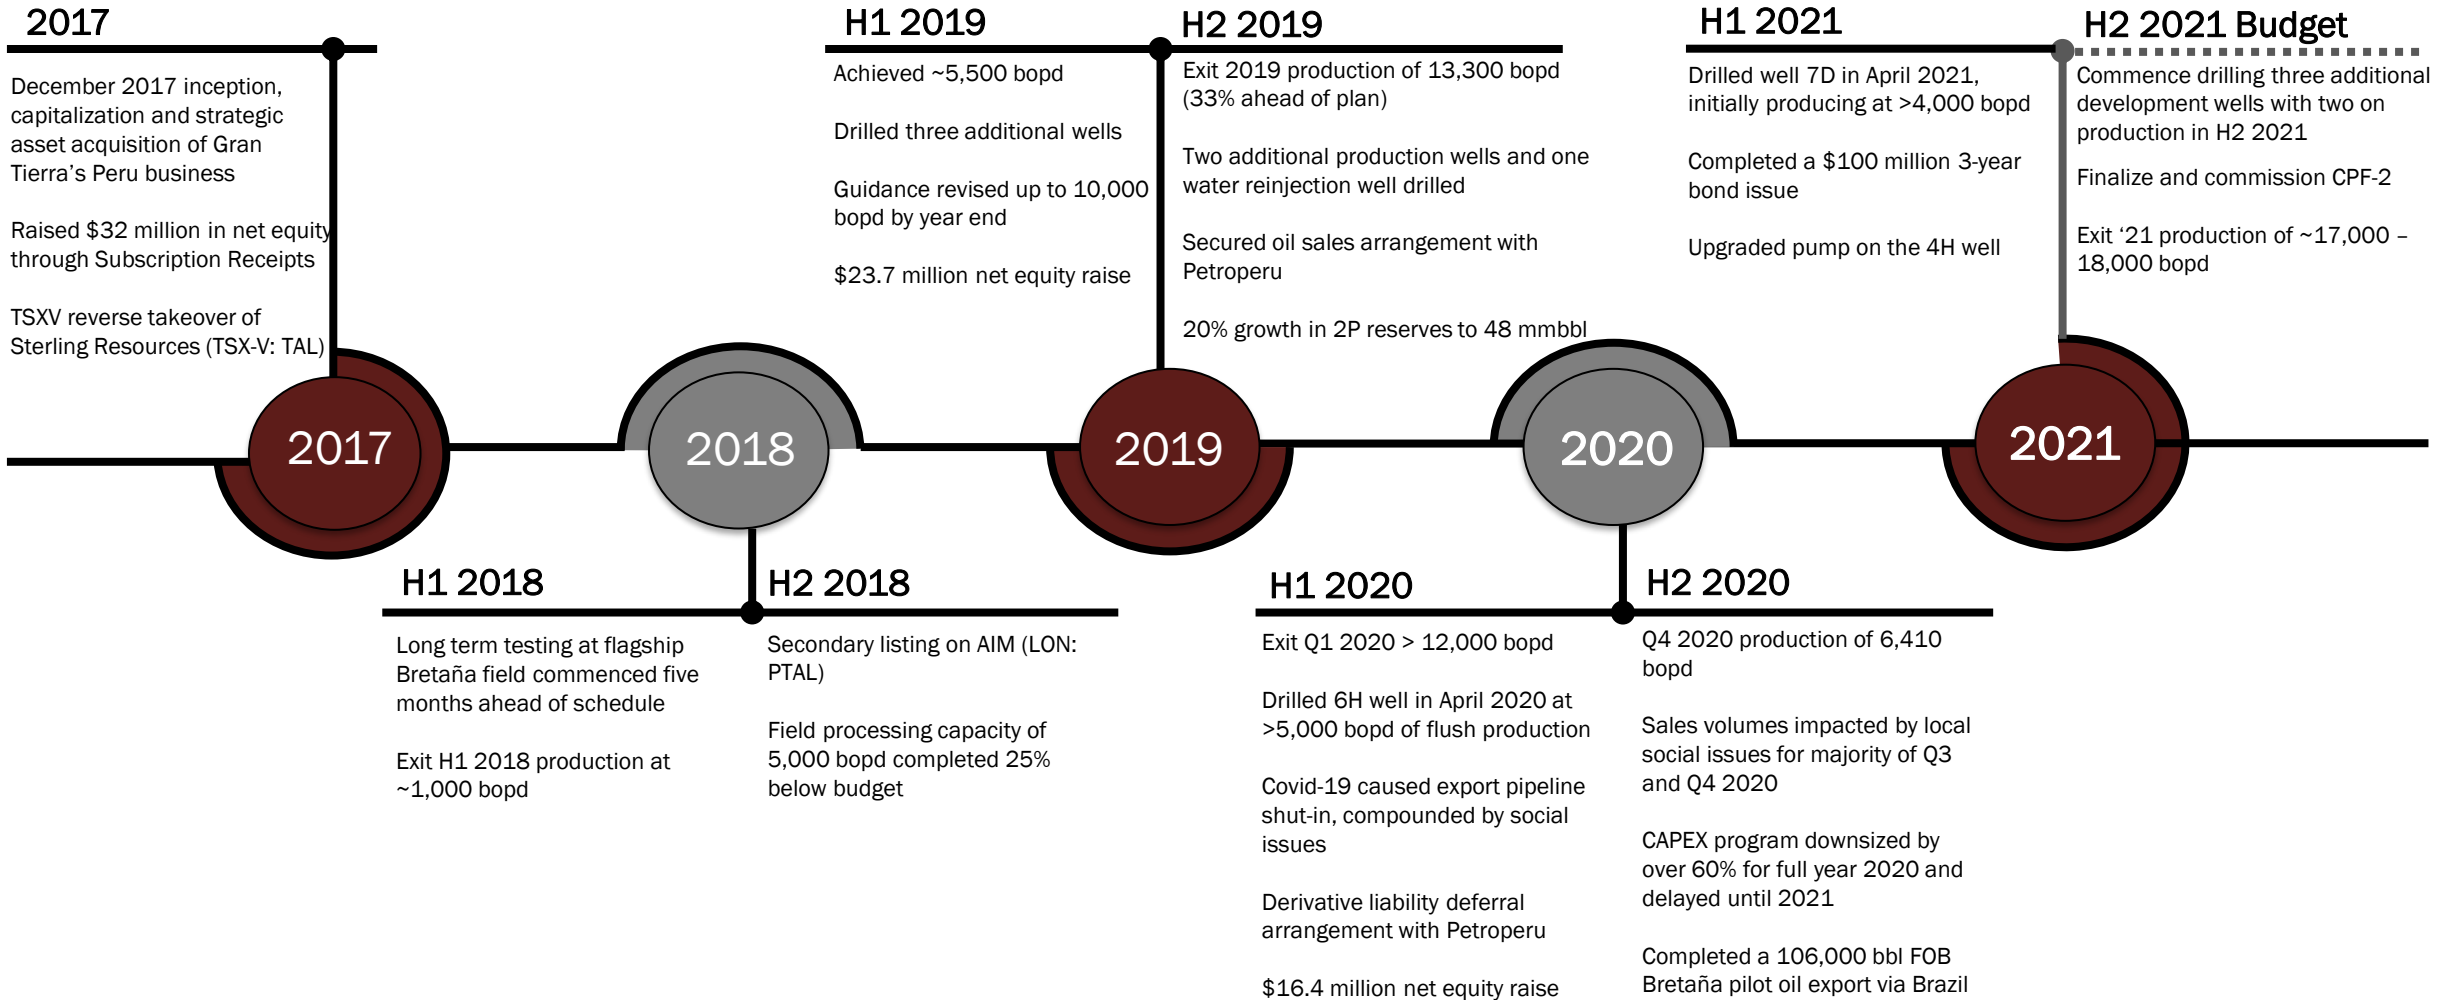 2017
December 2017 inception,
capitalization and strategic
asset acquisition of Gran
Tierra’s Peru business
Raised $32 million in net equity
through Subscription Receipts
TSXV reverse takeover of
Sterling Resources (TSX-V: TAL)
H1 2019
Achieved ~5,500 bopd
Drilled three additional wells
Guidance revised up to 10,000
bopd by year end
$23.7 million net equity raise
H2 2019
Exit 2019 production of 13,300 bopd
(33% ahead of plan)
Two additional production wells and one
water reinjection well drilled
Secured oil sales arrangement with
Petroperu
20% growth in 2P reserves to 48 mmbbl
H1 2021
Drilled well 7D in April 2021,
initially producing at >4,000 bopd
Completed a $100 million 3-year
bond issue
Upgraded pump on the 4H well
H2 2021 Budget
Commence drilling three additional
development wells with two on
production in H2 2021
Finalize and commission CPF-2
Exit ‘21 production of ~17,000 –
18,000 bopd
2017
2018
2019
2020
2021
H1 2018
Long term testing at flagship
Bretaña field commenced five
months ahead of schedule
Exit H1 2018 production at
~1,000 bopd
H2 2018
Secondary listing on AIM (LON:
PTAL)
Field processing capacity of
5,000 bopd completed 25%
below budget
H1 2020
Exit Q1 2020 > 12,000 bopd
Drilled 6H well in April 2020 at
>5,000 bopd of flush production
Covid-19 caused export pipeline
shut-in, compounded by social
issues
Derivative liability deferral
arrangement with Petroperu
$16.4 million net equity raise
H2 2020
Q4 2020 production of 6,410
bopd
Sales volumes impacted by local
social issues for majority of Q3
and Q4 2020
CAPEX program downsized by
over 60% for full year 2020 and
delayed until 2021
Completed a 106,000 bbl FOB
Bretaña pilot oil export via Brazil